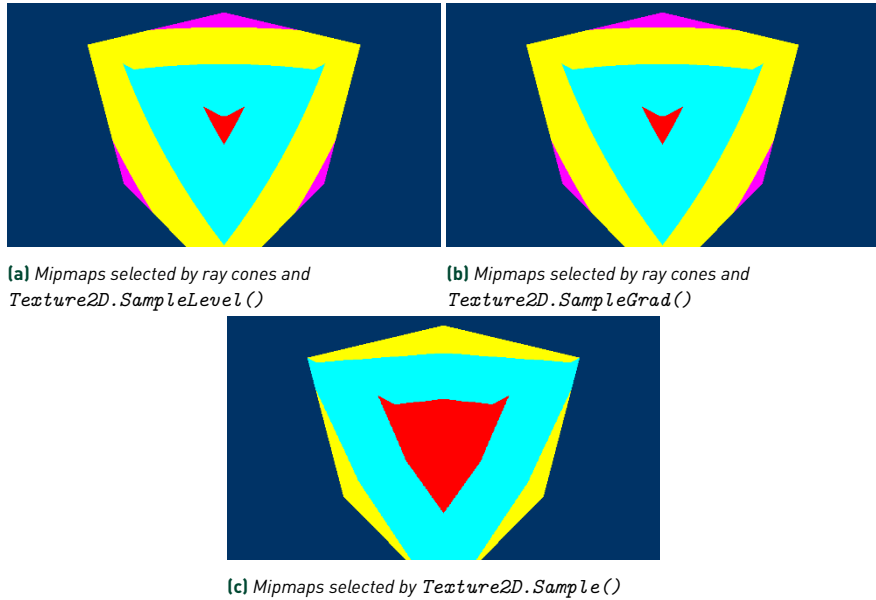 (a) Mipmaps selected by ray cones and
Texture2D.SampleLevel()
(b) Mipmaps selected by ray cones and
Texture2D.SampleGrad()
(c) Mipmaps selected by Texture2D.Sample()